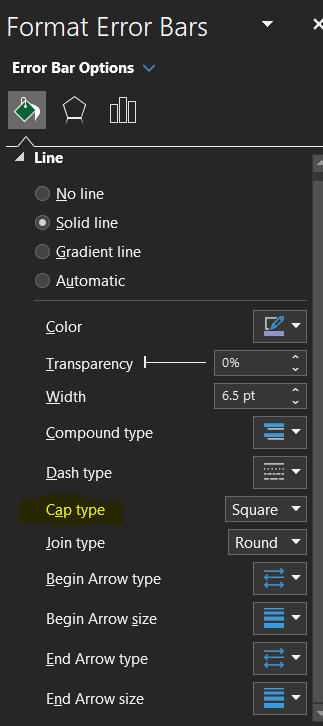 Format Error Bars
Error Bar Options
Line
No line
Solid line
Gradient line
Automatic
Color
Transparency 0%
Width 6.5 pt
Compound type
Dash type
Cap type Square
Join type Round
Begin Arrow type
Begin Arrow size
End Arrow type
End Arrow size